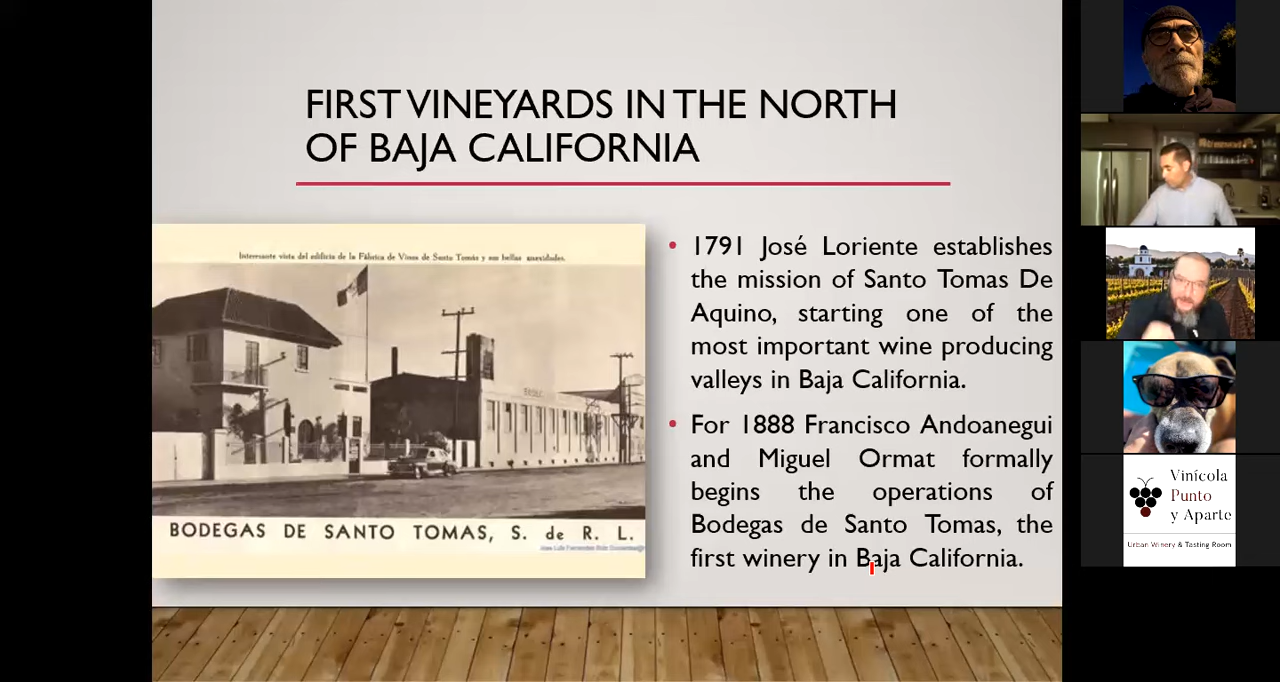 FIRST VINEYARDS IN THE NORTH
OF BAJA CALIFORNIA
Interesante vista del edificio de la Fábrica de Vinos de Santo Tomás y sus bellas anexidades.
BODEGAS DE SANTO TOMAS, S. de R. L.
• 1791 José Loriente establishes
the mission of Santo Tomas De
Aquino, starting one of the
most important wine producing
valleys in Baja California.
• For 1888 Francisco Andoanegui
and Miguel Ormat formally
begins the operations of
Bodegas de Santo Tomas, the
first winery in Baja California.
Vinícola
Punto
y Aparte
Urban Winery & Tasting Room